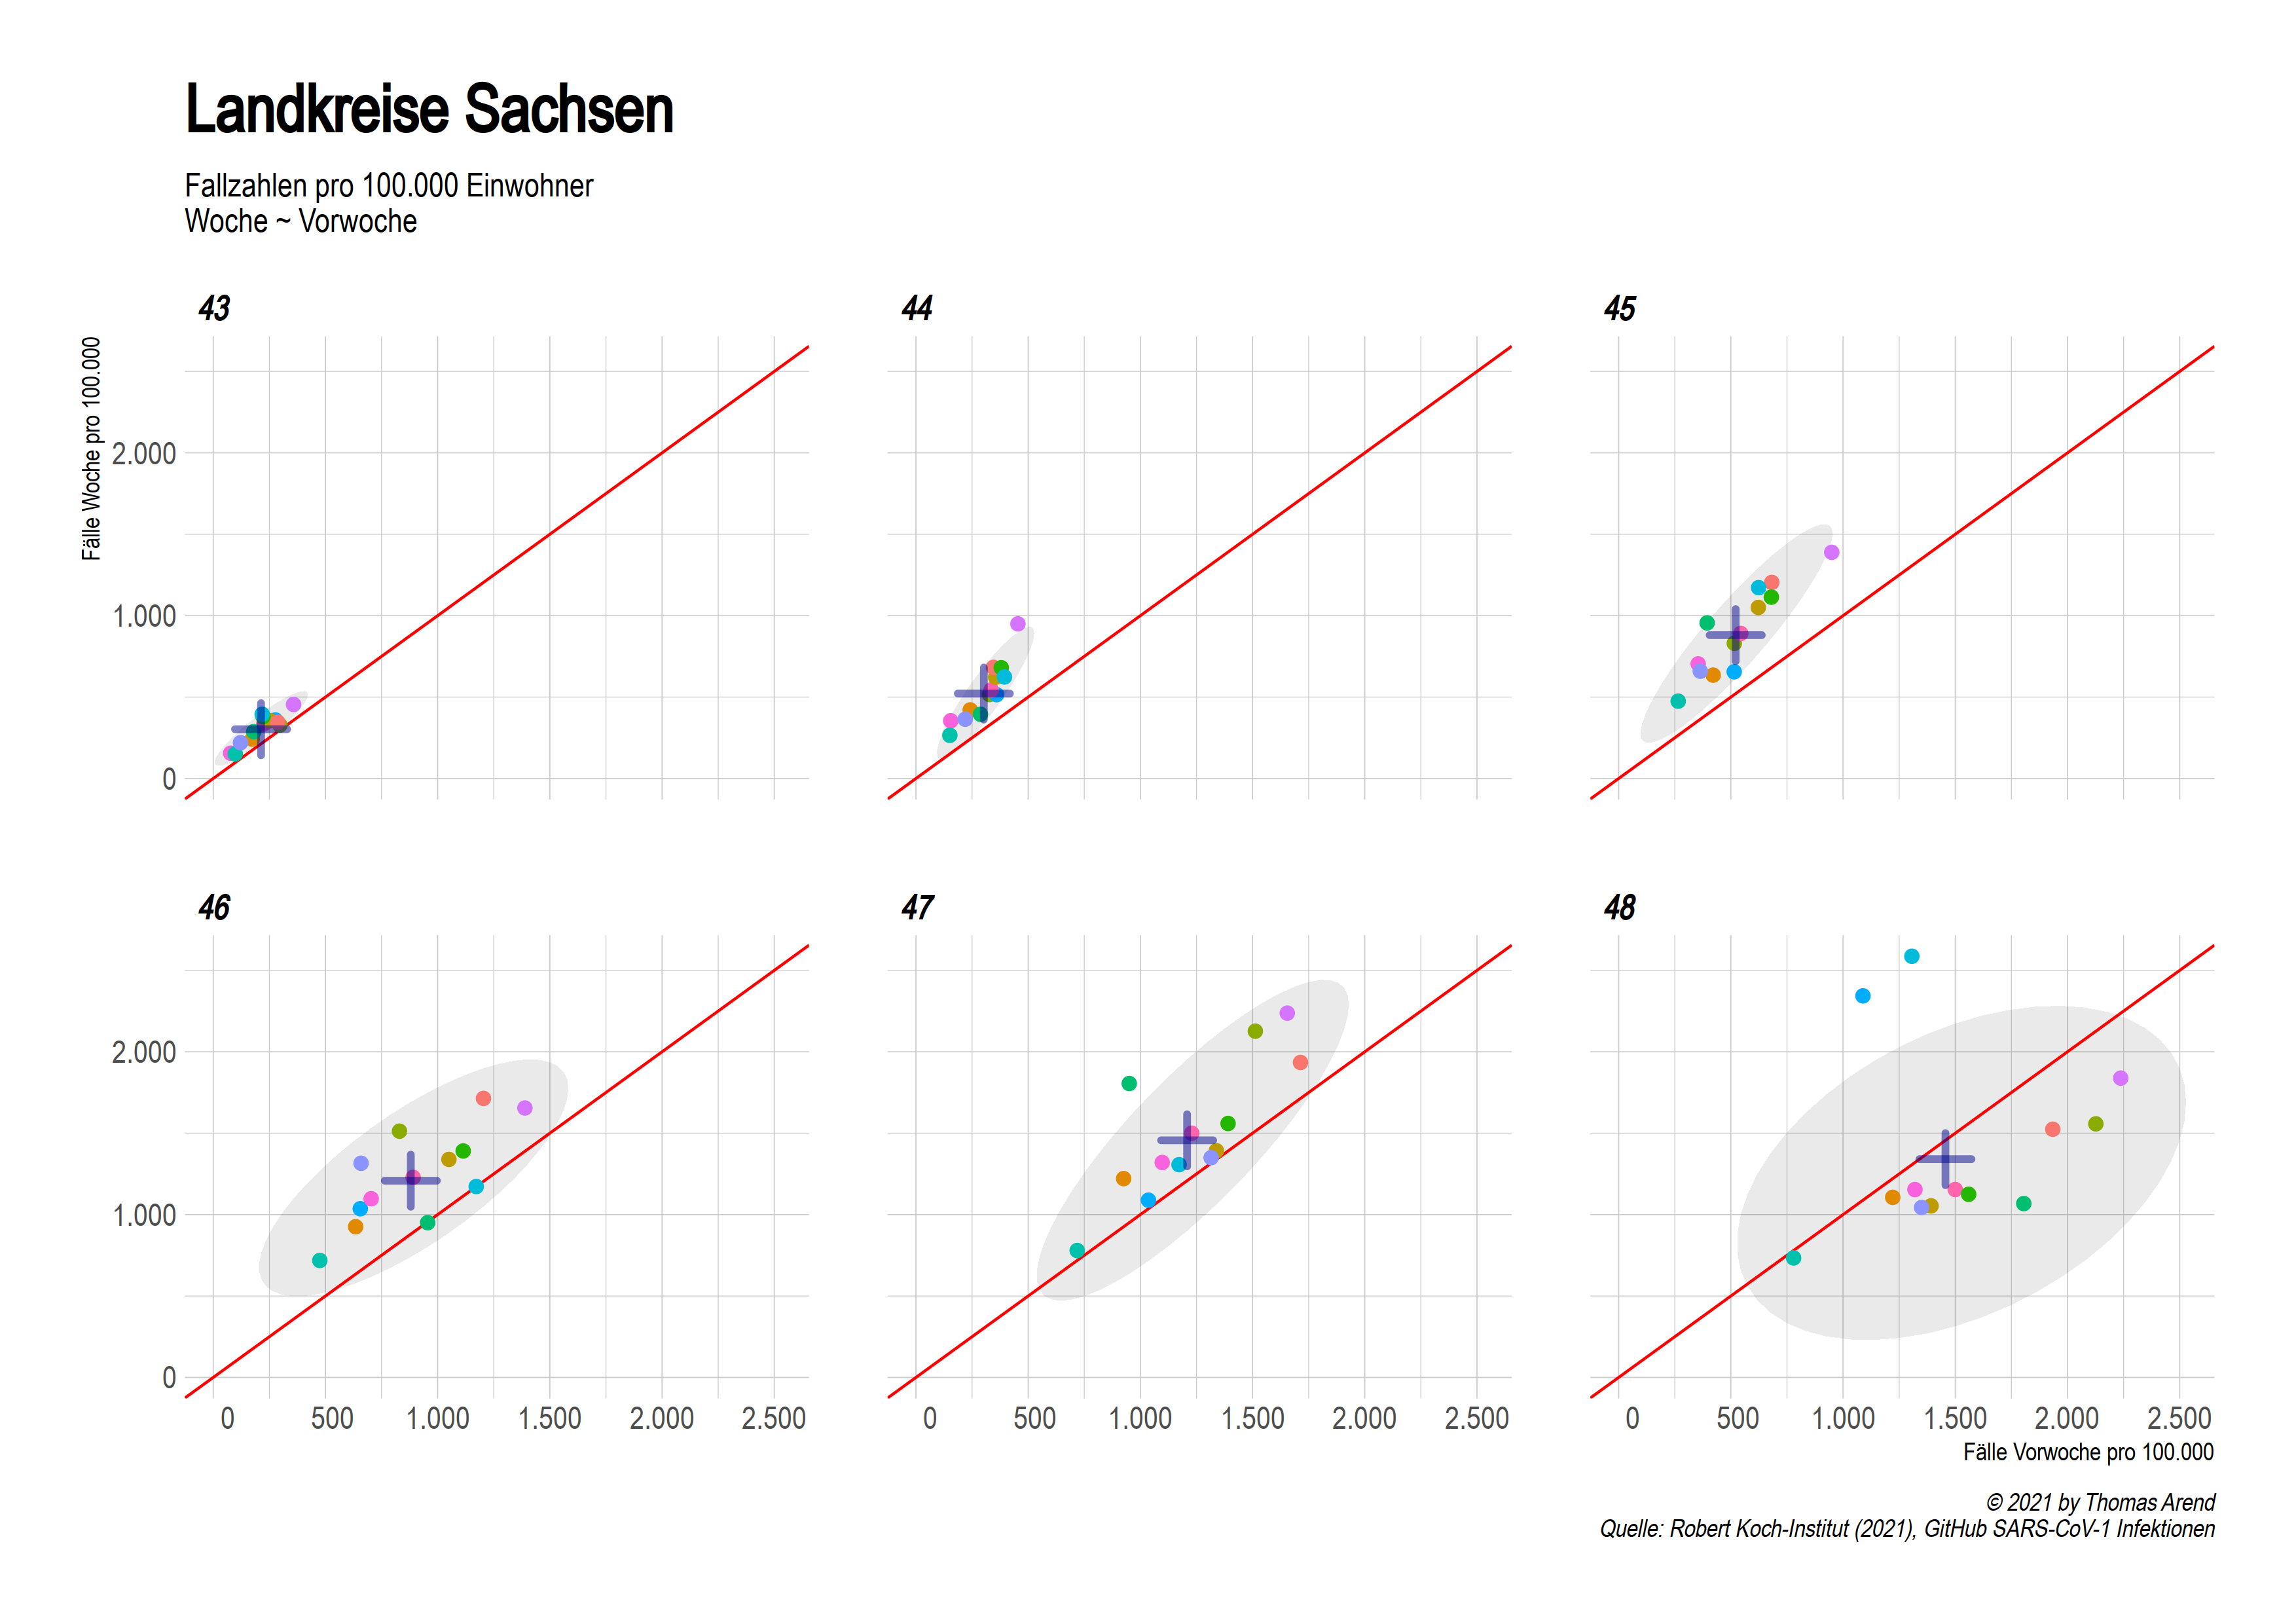 Landkreise Sachsen
Fallzahlen pro 100.000 Einwohner
Woche ~ Vorwoche
43
44
45
Fälle Woche pro 100.000
2.000
1.000
0
46
47
48
2.000
1.000
0
0 500 1.000 1.500 2.000 2.500
0 500 1.000 1.500 2.000 2.500
0 500 1.000 1.500 2.000 2.500
Fälle Vorwoche pro 100.000
© 2021 by Thomas Arend
Quelle: Robert Koch-Institut (2021), GitHub SARS-CoV-1 Infektionen